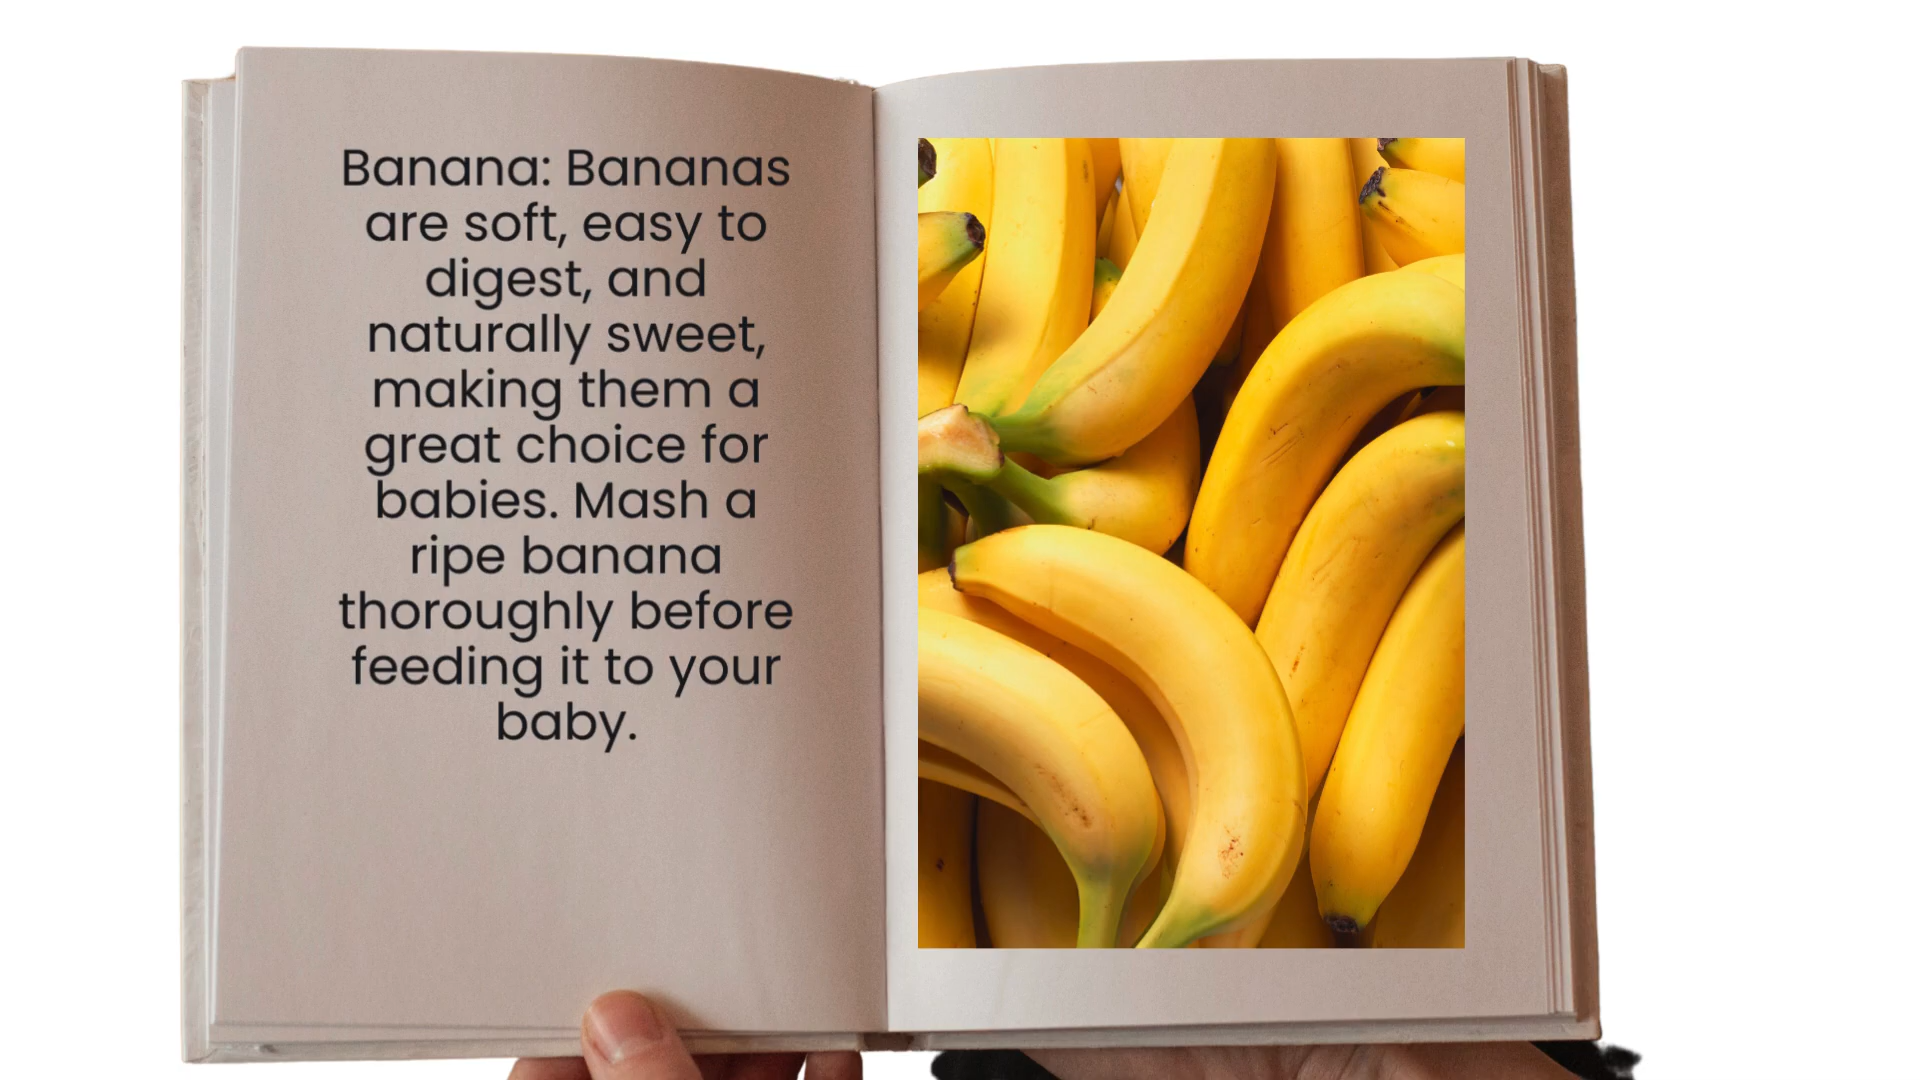 Banana: Bananas
are soft, easy to
digest, and
naturally sweet,
making them a
great choice for
babies. Mash a
ripe banana
thoroughly before
feeding it to your
baby.